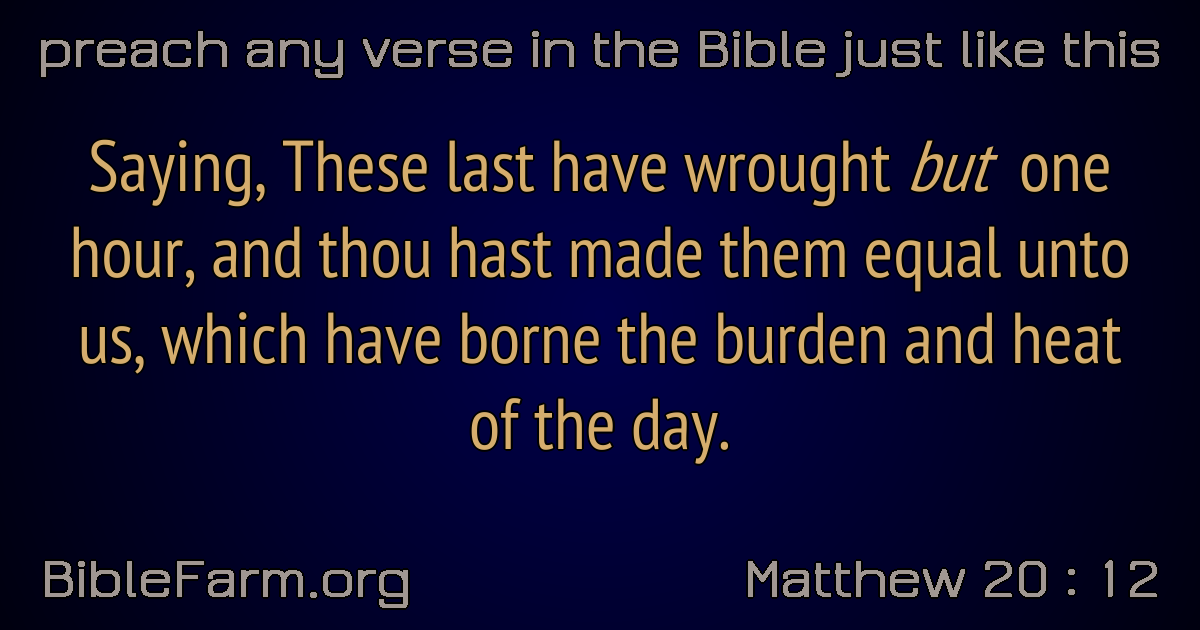 preach any verse in the Bible just like this
Saying, These last have wrought but one
hour, and thou hast made them equal unto
us, which have borne the burden and heat
of the day.
BibleFarm.org
Matthew 20 : 12